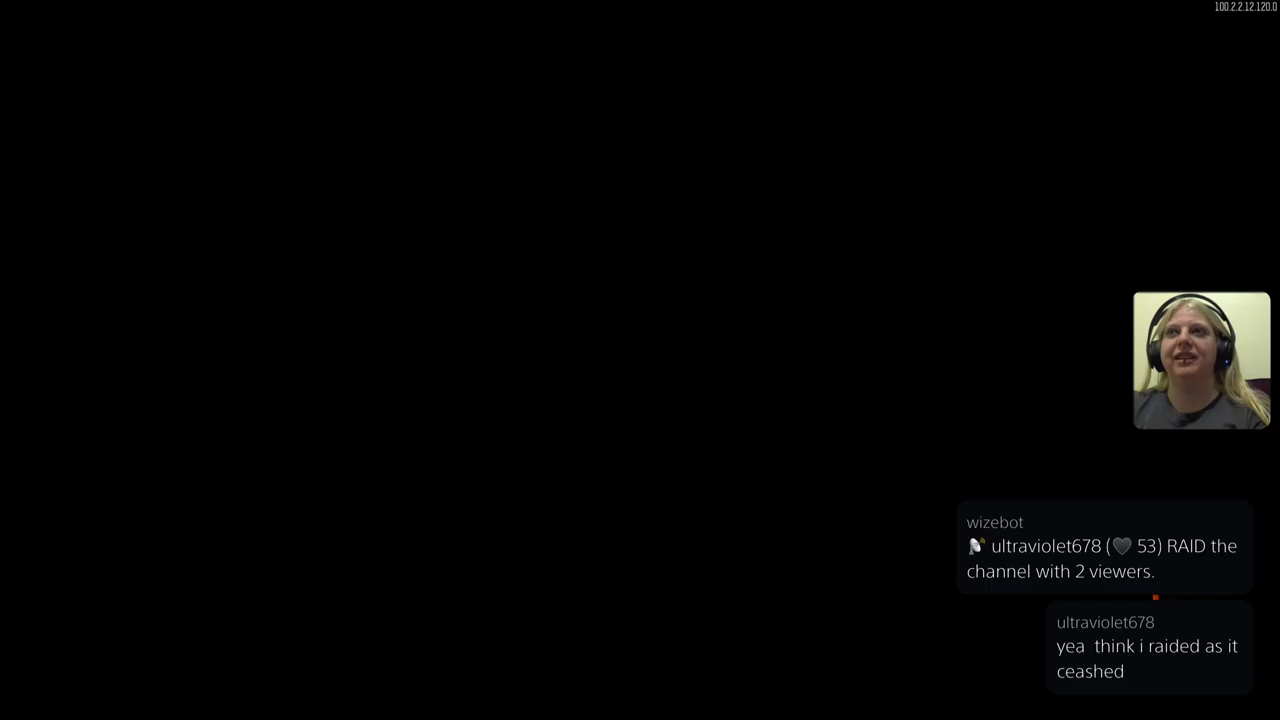 100.2.2.12.120.0
wizebot
ultraviolet678 (🖤 53) RAID the
channel with 2 viewers.
ultraviolet678
yea think i raided as it
ceashed